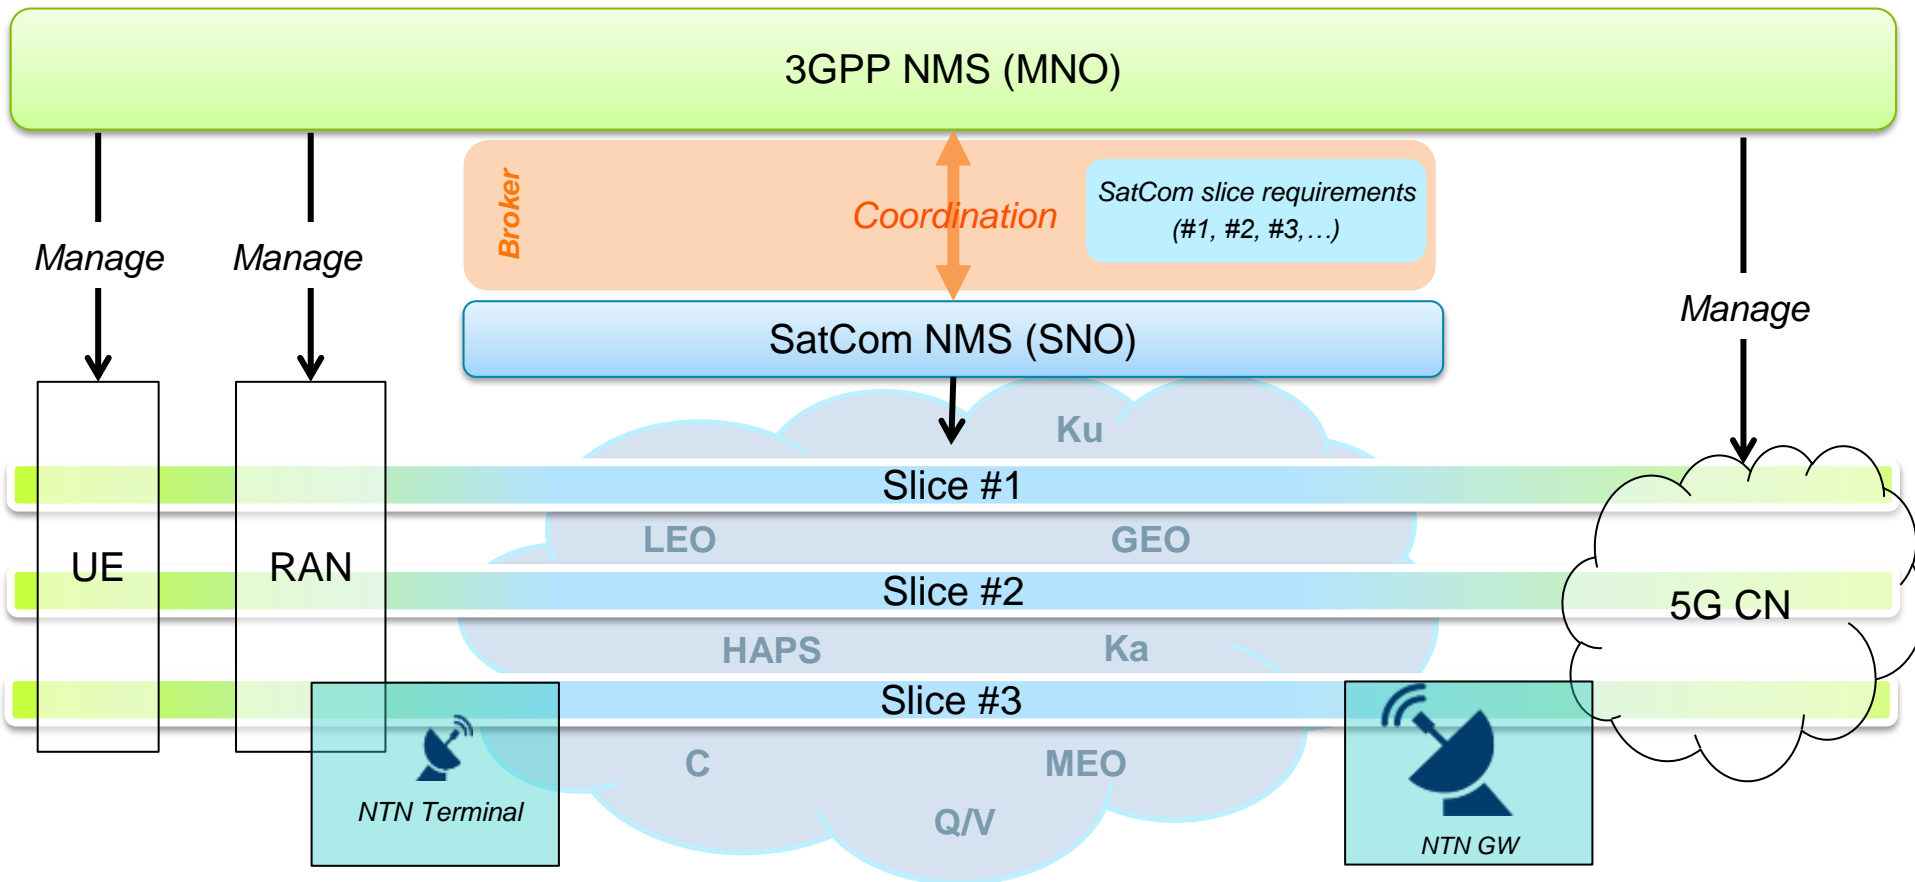 3GPP NMS (MNO)
Broker
Coordination
SatCom slice requirements
(#1, #2, #3,…)
Manage
Manage
Manage
SatCom NMS (SNO)
Ku
Slice #1
LEO
GEO
UE
RAN
Slice #2
5G CN
HAPS
Ka
Slice #3
C
MEO
NTN Terminal
Q/V
NTN GW